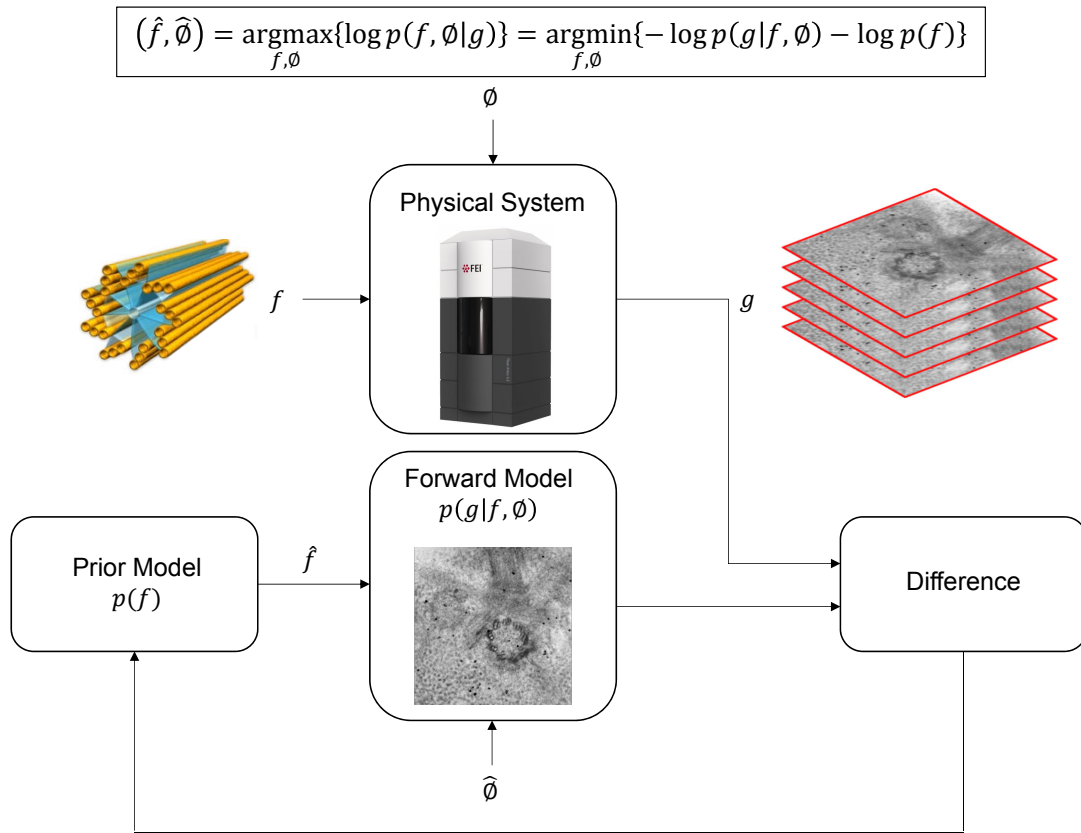 (f̂, ∅̂) = argmax{log p(f, ∅|g)} = argmin{− log p(g|f, ∅) − log p(f)}
f,∅ f,∅
∅
Physical System
FEI
f
g
Forward Model
p(g|f, ∅)
Prior Model
p(f)
f̂
Difference
∅̂